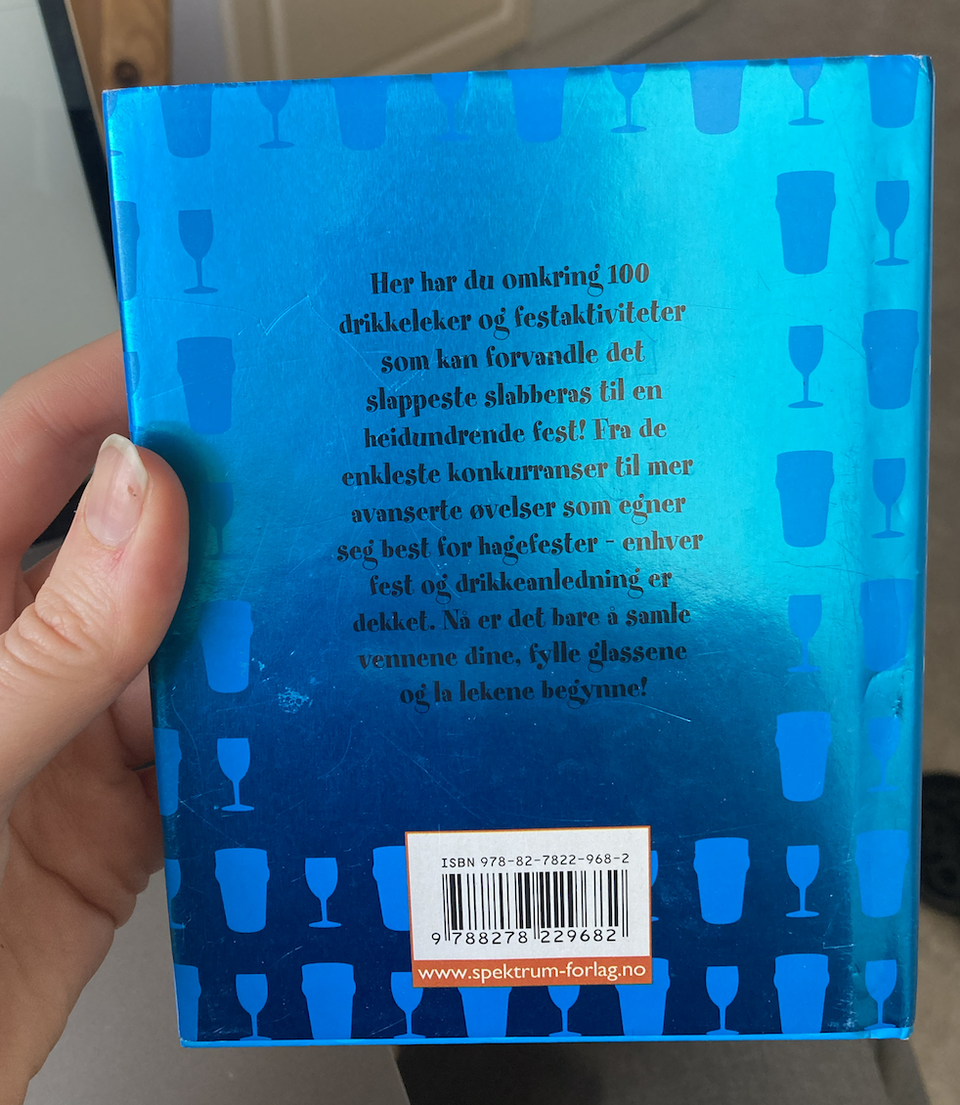 Her har du omkring 100
drikkeleker og festaktiviteter
som kan forvandle det
slappeste slabberas til en
heidundrende fest! Fra de
enkleste konkurranser til mer
avanserte øvelser som egner
seg best for hagefester - enhver
fest og drikkeanledning er
dekket. Nå er det bare å samle
vennene dine, fylle glassene
og la lekene begynne!
ISBN 978-82-7822-968-2
9 788278 229682
www.spektrum-forlag.no